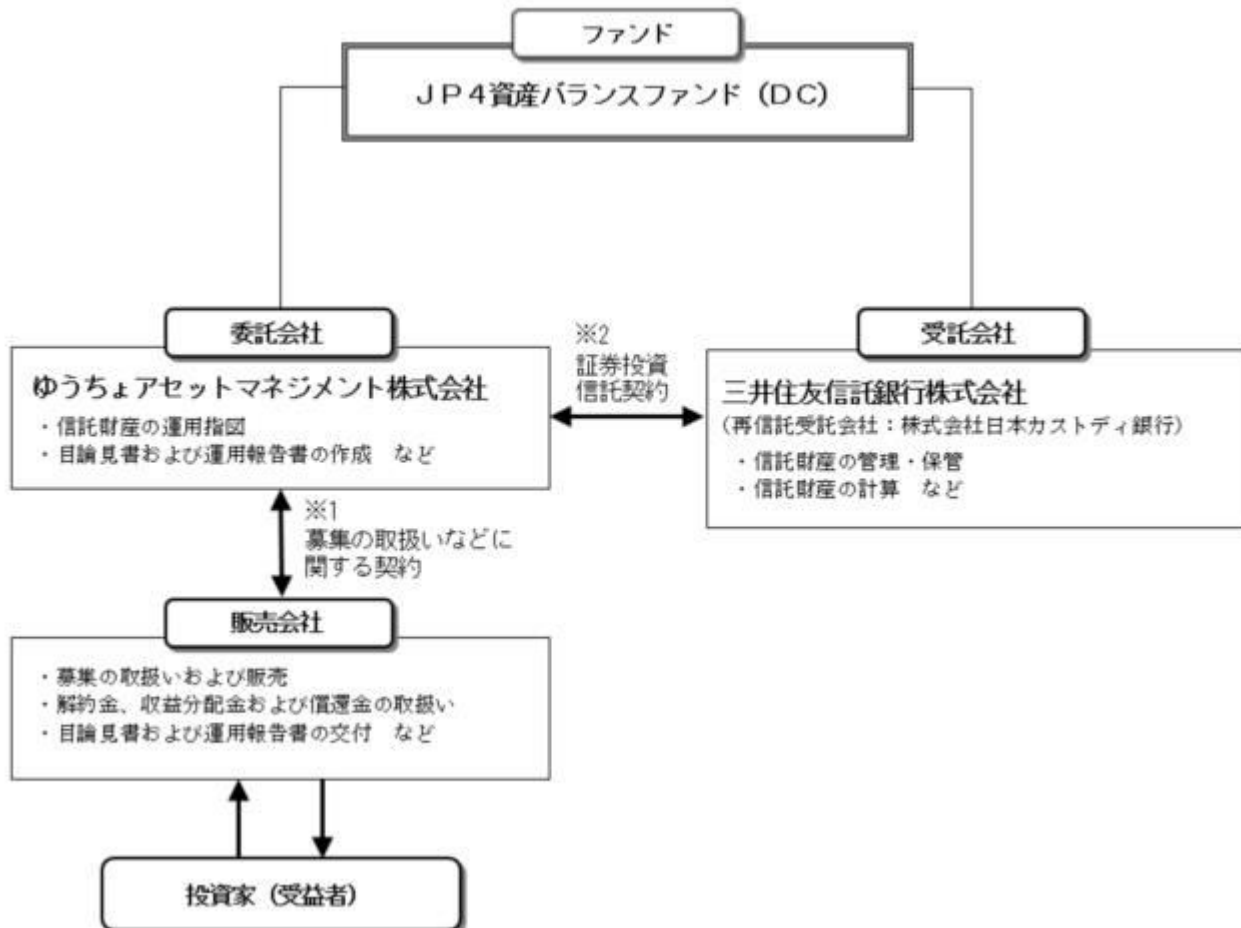 ファンド
ＪＰ４資産バランスファンド（ＤＣ）
委託会社
ゆうちょアセットマネジメント株式会社
・信託財産の運用指図
・目論見書および運用報告書の作成　など
※2
証券投資
信託契約
受託会社
三井住友信託銀行株式会社
（再信託受託会社：株式会社日本カストディ銀行）
・信託財産の管理・保管
・信託財産の計算　など
※1
募集の取扱いなどに
関する契約
販売会社
・募集の取扱いおよび販売
・解約金、収益分配金および償還金の取扱い
・目論見書および運用報告書の交付　など
投資家（受益者）